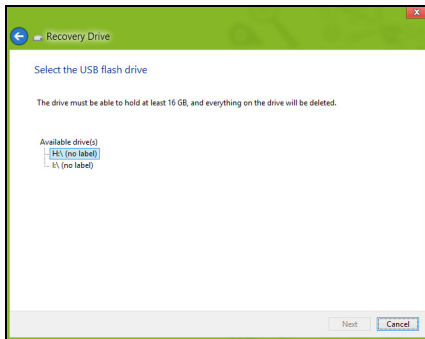 Recovery Drive
Select the USB flash drive
The drive must be able to hold at least 16 GB, and everything on the drive will be deleted.
Available drive(s)
H:\ (no label)
I:\ (no label)
Next Cancel